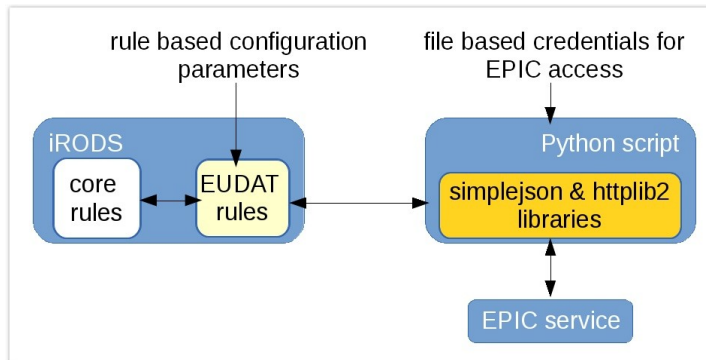 rule based configuration
parameters
file based credentials for
EPIC access
iRODS
Python script
core
rules
EUDAT
rules
simplejson & httplib2
libraries
EPIC service